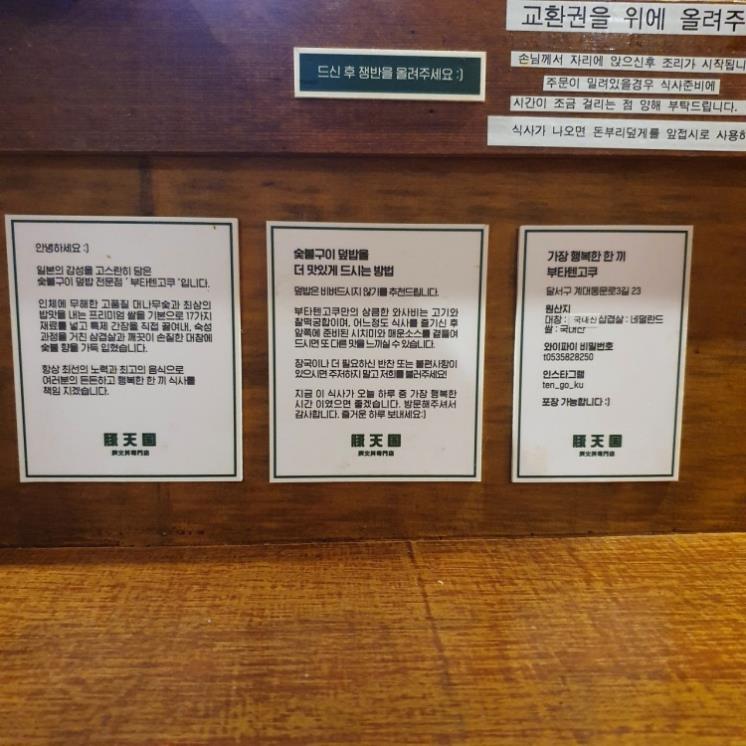 교환권을 위에 올려주
드신 후 쟁반을 올려주세요 :)
손님께서 자리에 앉으신후 조리가 시작됩니
주문이 밀려있을경우 식사준비에
시간이 조금 걸리는 점 양해 부탁드립니다.
식사가 나오면 돈부리덮게를 앞접시로 사용하
안녕하세요 :)
일본의 감성을 고스란히 담은
숯불구이 덮밥 전문점 " 부타텐고쿠 "입니다.
인체에 무해한 고품질 대나무숯과 최상의
밥맛을 내는 프리미엄 쌀을 기본으로 17가지
재료를 넣고 특제 간장을 직접 끓여내, 숙성
과정을 거친 삼겹살과 깨끗이 손질한 대창에
숯불 향을 가득 입혔습니다.
항상 최선의 노력과 최고의 음식으로
여러분의 든든하고 행복한 한 끼 식사를
책임 지겠습니다.
豚天国
炭火丼専門店
숯불구이 덮밥을
더 맛있게 드시는 방법
덮밥은 비벼드시지 않기를 추천드립니다.
부타텐고쿠만의 상큼한 와사비는 고기와
찰떡궁합이며, 어느정도 식사를 즐기신 후
앞쪽에 준비된 시치미와 매운소스를 곁들여
드시면 또 다른 맛을 느끼실 수 있습니다.
장국이나 더 필요하신 반찬 또는 불편사항이
있으시면 주저하지 말고 저희를 불러주세요!
지금 이 식사가 오늘 하루 중 가장 행복한
시간 이였으면 좋겠습니다. 방문해주셔서
감사합니다. 즐거운 하루 보내세요:)
豚天国
炭火丼専門店
가장 행복한 한 끼
부타텐고쿠
달서구 계대동문로3길 23
원산지
대창 : 국내산 삼겹살 : 네덜란드
쌀 : 국내산
와이파이 비밀번호
t0535828250
인스타그램
ten_go_ku
포장 가능합니다 :)
豚天国
炭火丼専門店